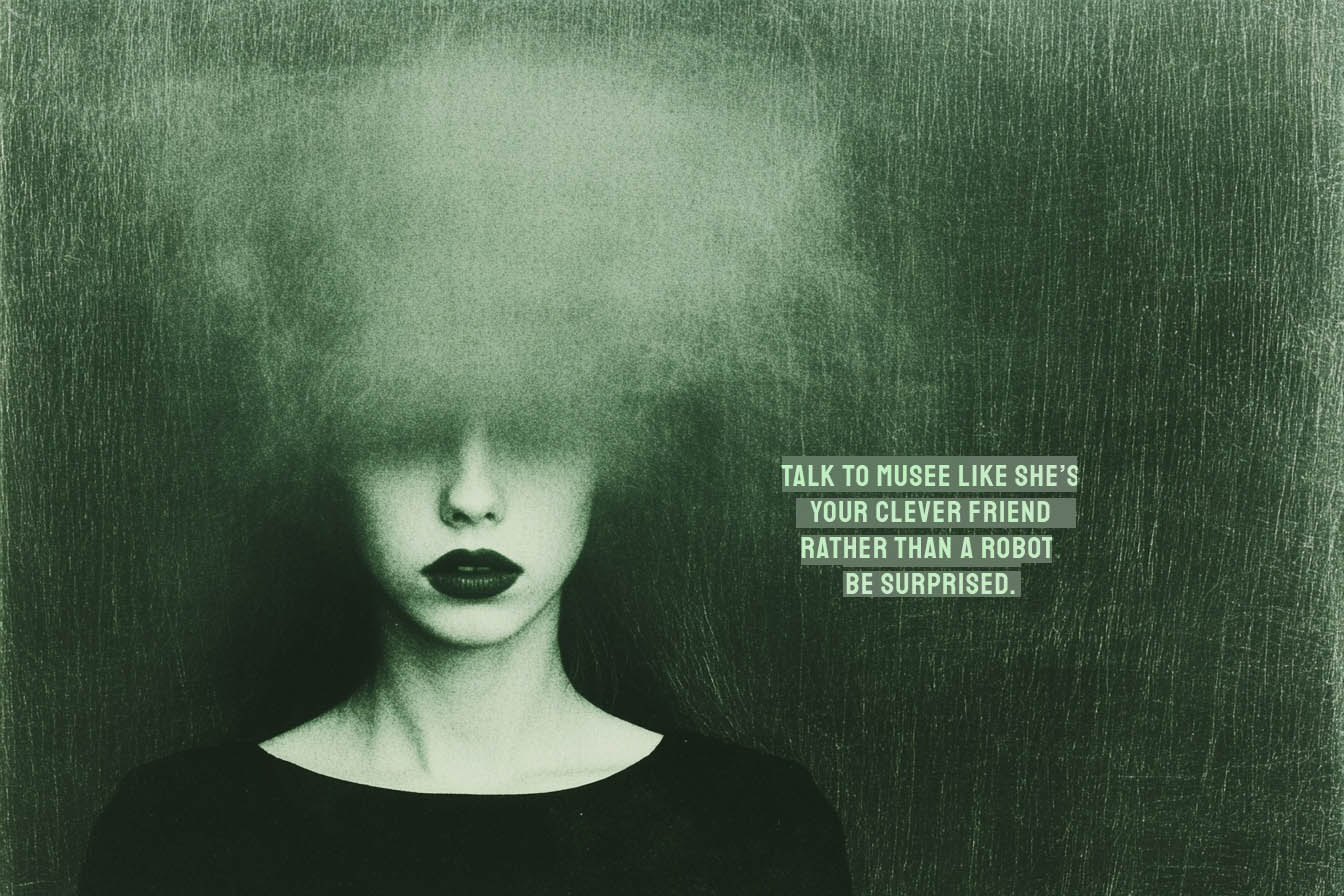 TALK TO MUSEE LIKE SHE’S
YOUR CLEVER FRIEND
RATHER THAN A ROBOT
BE SURPRISED.